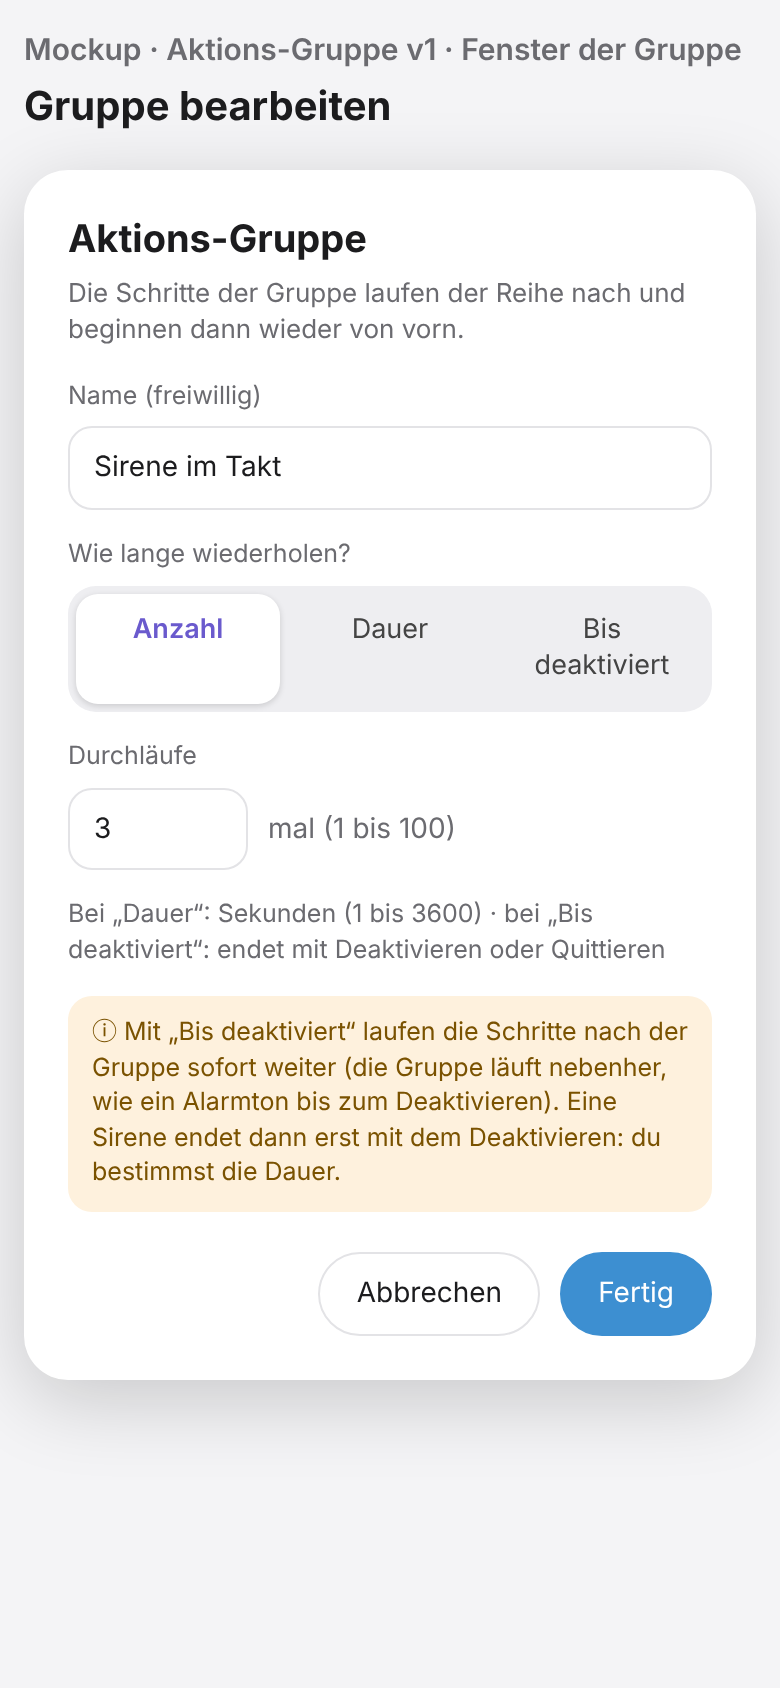 Mockup · Aktions-Gruppe v1 · Fenster der Gruppe
Gruppe bearbeiten
Aktions-Gruppe
Die Schritte der Gruppe laufen der Reihe nach und
beginnen dann wieder von vorn.
Name (freiwillig)
Sirene im Takt
Wie lange wiederholen?
Anzahl
Dauer
Bis
deaktiviert
Durchläufe
3
mal (1 bis 100)
Bei „Dauer“: Sekunden (1 bis 3600) · bei „Bis
deaktiviert“: endet mit Deaktivieren oder Quittieren
ⓘ Mit „Bis deaktiviert“ laufen die Schritte nach der
Gruppe sofort weiter (die Gruppe läuft nebenher,
wie ein Alarmton bis zum Deaktivieren). Eine
Sirene endet dann erst mit dem Deaktivieren: du
bestimmst die Dauer.
Abbrechen
Fertig